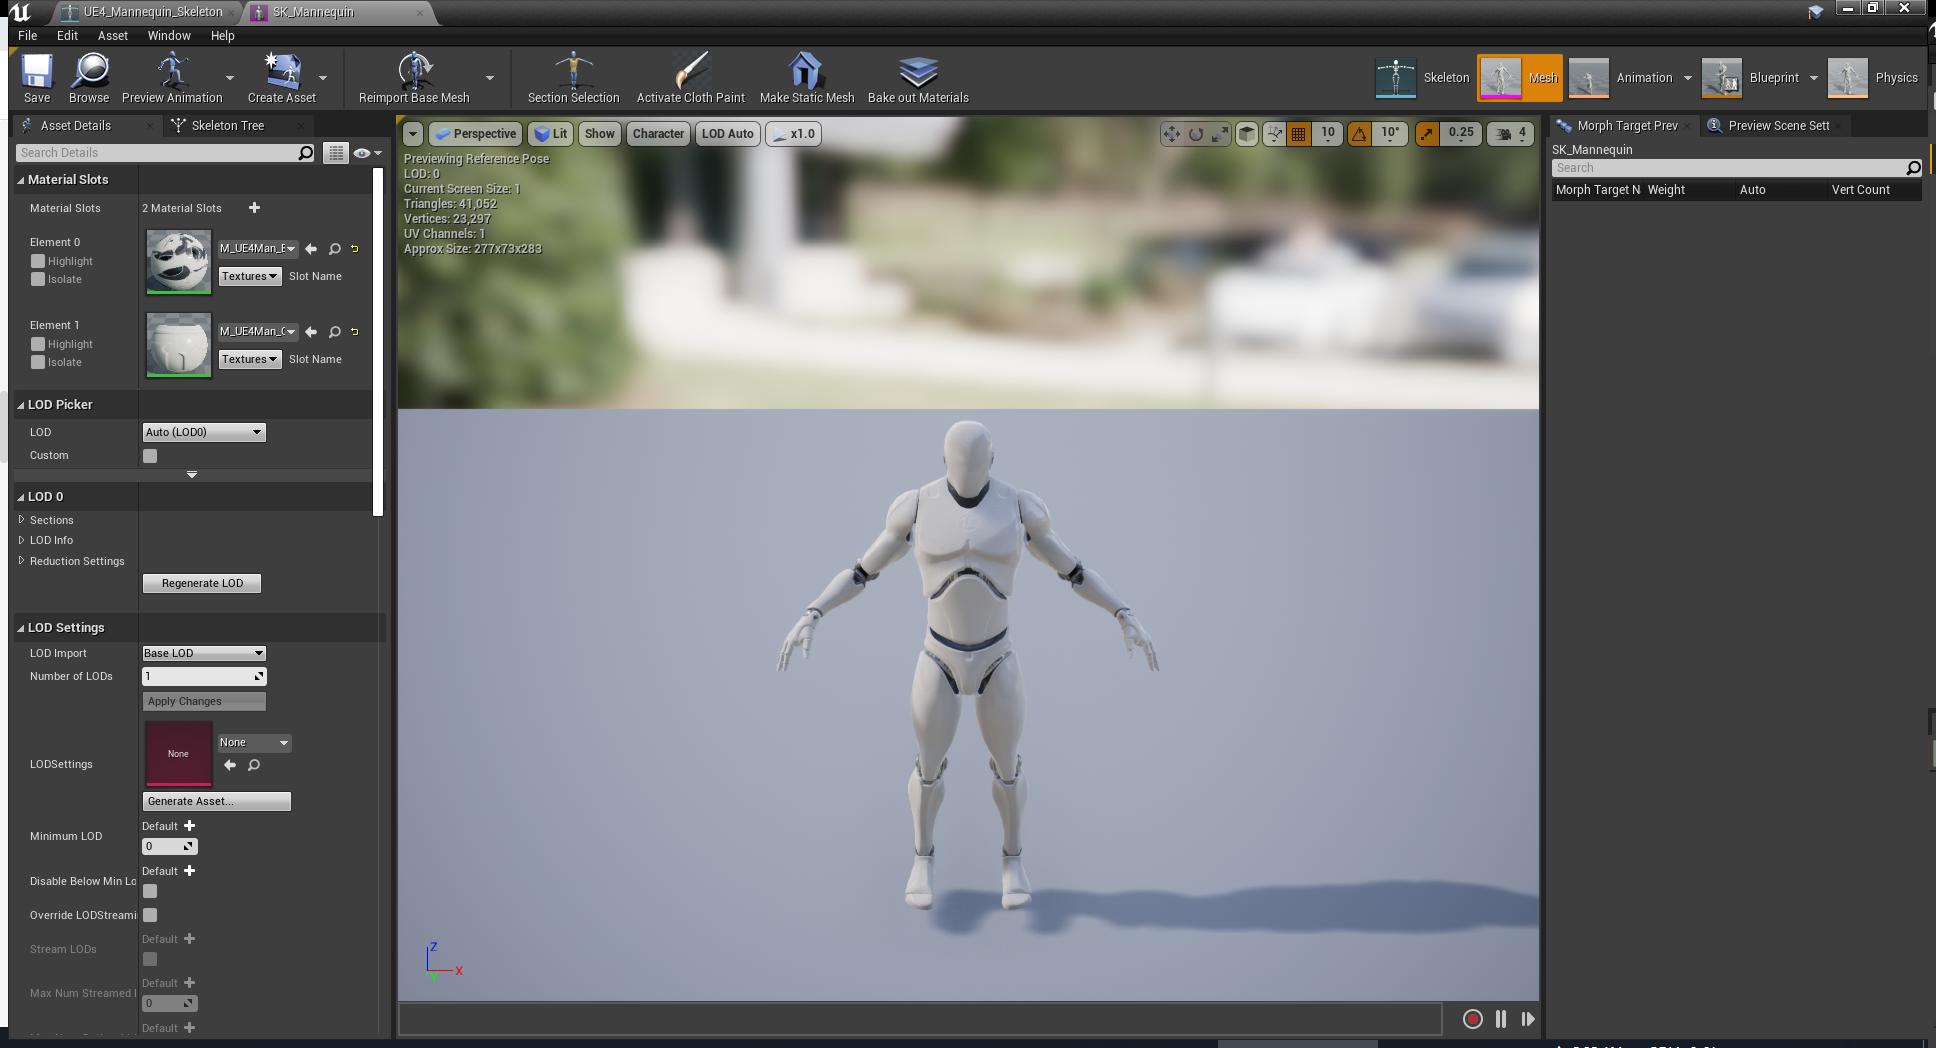 UE4_Mannequin_Skeleton
SK_Mannequin
File Edit Asset Window Help
Save
Browse
Preview Animation
Create Asset
Reimport Base Mesh
Section Selection
Activate Cloth Paint
Make Static Mesh
Bake out Materials
Skeleton
Mesh
Animation
Blueprint
Physics
Asset Details
Skeleton Tree
Search Details
Material Slots
Material Slots 2 Material Slots
Element 0
Highlight
Isolate
M_UE4Man_
Textures Slot Name
Element 1
Highlight
Isolate
M_UE4Man_
Textures Slot Name
LOD Picker
LOD Auto (LOD0)
Custom
LOD 0
Sections
LOD Info
Reduction Settings
Regenerate LOD
LOD Settings
LOD Import Base LOD
Number of LODs 1
Apply Changes
LODSettings
None
None
Generate Asset...
Minimum LOD
Default
0
Disable Below Min Lo
Default
Override LODStreami
Stream LODs
Default
Max Num Streamed
Default
0
Default
Perspective Lit Show Character LOD Auto x1.0
10 10° 0.25 4
Previewing Reference Pose
LOD: 0
Current Screen Size: 1
Triangles: 41,052
Vertices: 23,297
UV Channels: 1
Approx Size: 277x73x283
Z
X
Morph Target Prev
Preview Scene Sett
SK_Mannequin
Search
Morph Target N Weight Auto Vert Count